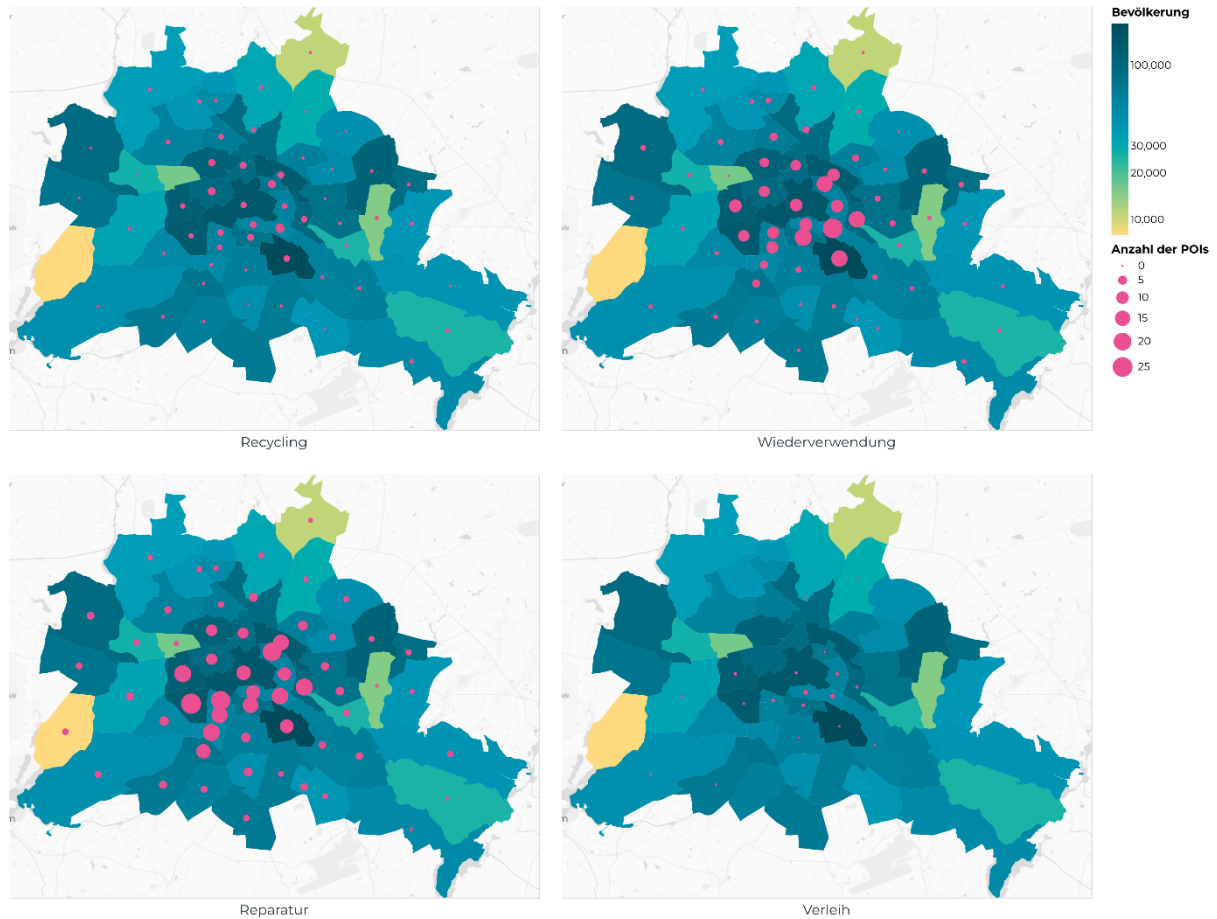 Bevölkerung
100,000
30,000
20,000
10,000
Anzahl der POIs
0
5
10
15
20
25
Recycling
Wiederverwendung
Reparatur
Verleih